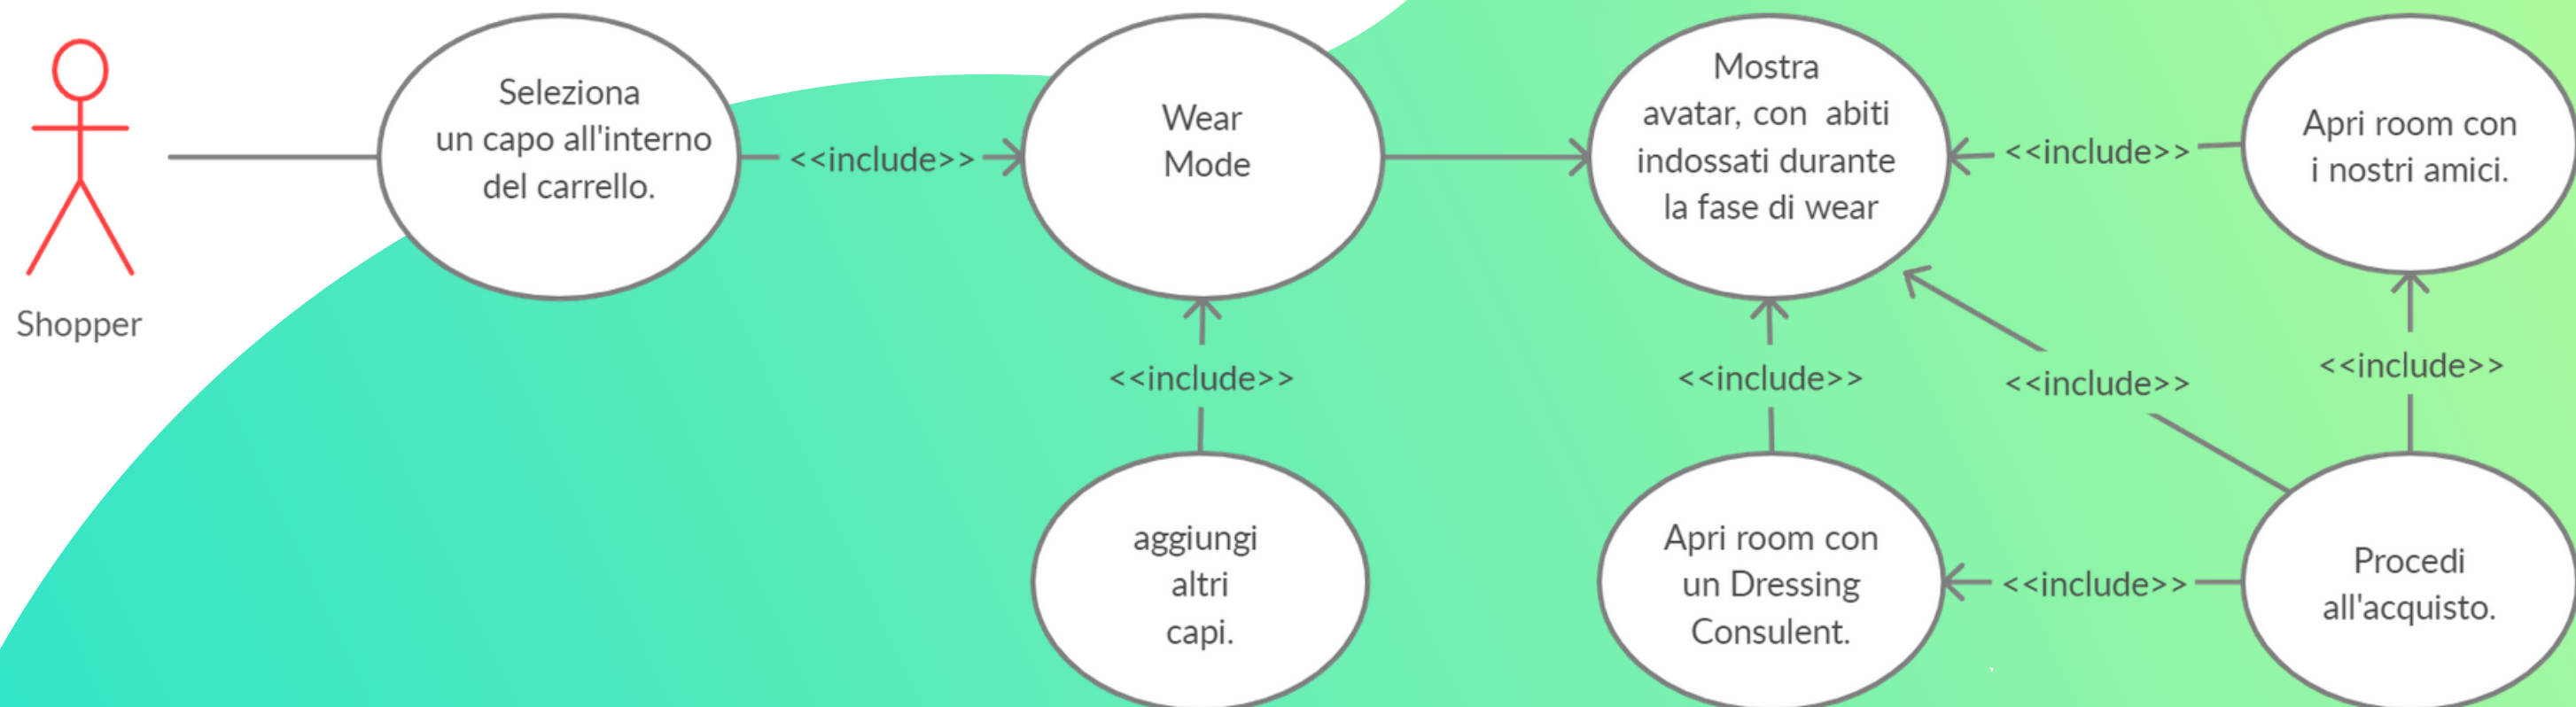 Shopper
Seleziona
un capo all'interno
del carrello.
<<include>>
Wear
Mode
Mostra
avatar, con abiti
indossati durante
la fase di wear
<<include>>
Apri room con
i nostri amici.
<<include>>
<<include>>
<<include>>
<<include>>
aggiungi
altri
capi.
Apri room con
un Dressing
Consulent.
<<include>>
Procedi
all'acquisto.